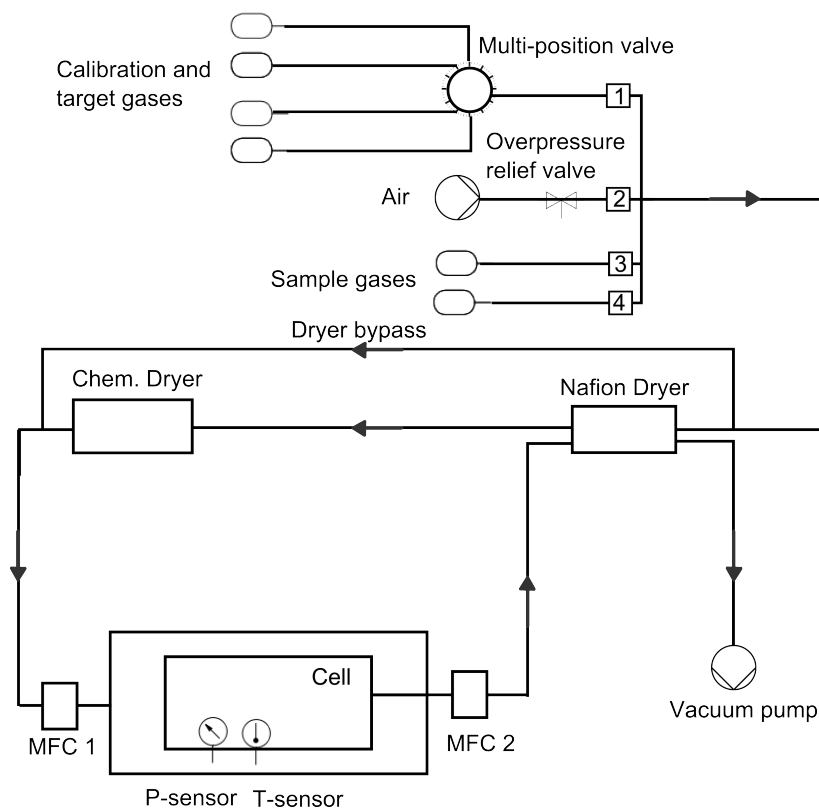 Multi-position valve
Calibration and
target gases
1
Overpressure
relief valve
Air
2
Sample gases
3
4
Dryer bypass
Chem. Dryer
Nafion Dryer
Cell
MFC 1
MFC 2
Vacuum pump
P-sensor
T-sensor